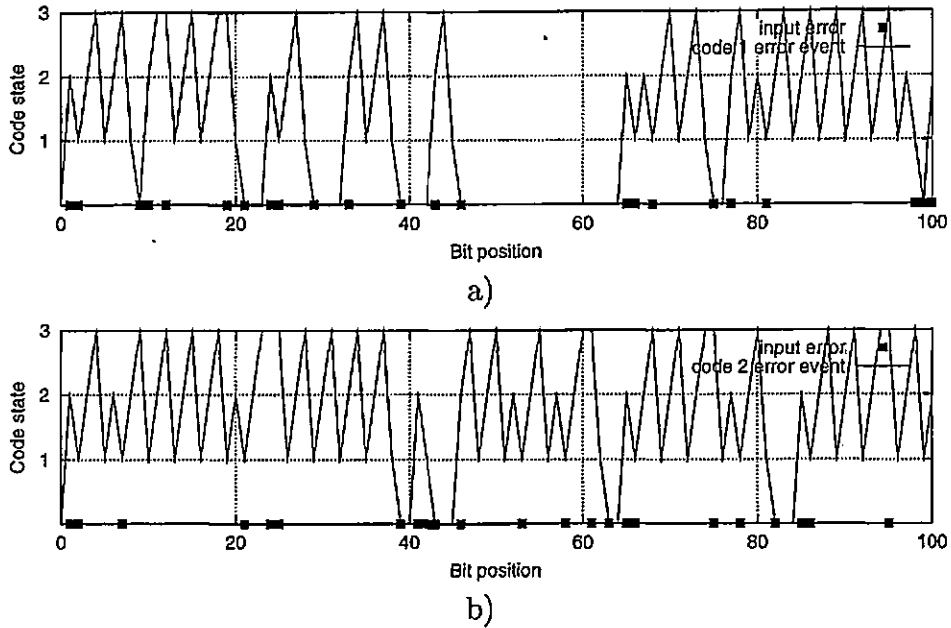 3
2
1
Code state
input error
code 1 error event
0 20 40 60 80 100
Bit position
a)
3
2
1
Code state
input error
code 2 error event
0 20 40 60 80 100
Bit position
b)